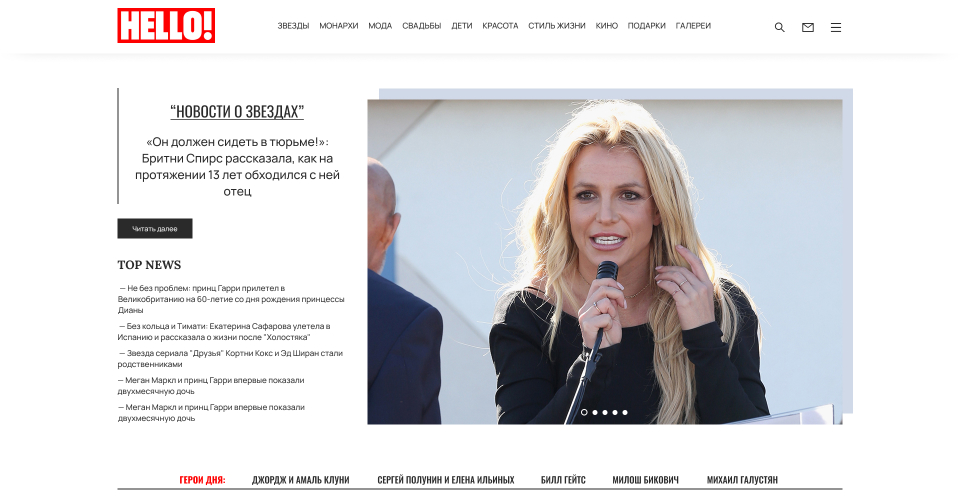 HELLO!
ЗВЕЗДЫ МОНАРХИ МОДА СВАДЬБЫ ДЕТИ КРАСОТА СТИЛЬ ЖИЗНИ КИНО ПОДАРКИ ГАЛЕРЕИ
“НОВОСТИ О ЗВЕЗДАХ”
«Он должен сидеть в тюрьме!»:
Бритни Спирс рассказала, как на
протяжении 13 лет обходился с ней
отец
Читать далее
TOP NEWS
— Не без проблем: принц Гарри прилетел в
Великобританию на 60-летие со дня рождения принцессы
Дианы
— Без кольца и Тимати: Екатерина Сафарова улетела в
Испанию и рассказала о жизни после "Холостяка"
— Звезда сериала "Друзья" Кортни Кокс и Эд Ширан стали
родственниками
— Меган Маркл и принц Гарри впервые показали
двухмесячную дочь
— Меган Маркл и принц Гарри впервые показали
двухмесячную дочь
ГЕРОИ ДНЯ: ДЖОРДЖ И АМАЛЬ КЛУНИ СЕРГЕЙ ПОЛУНИН И ЕЛЕНА ИЛЬИНЫХ БИЛЛ ГЕЙТС МИЛОШ БИКОВИЧ МИХАИЛ ГАЛУСТЯН